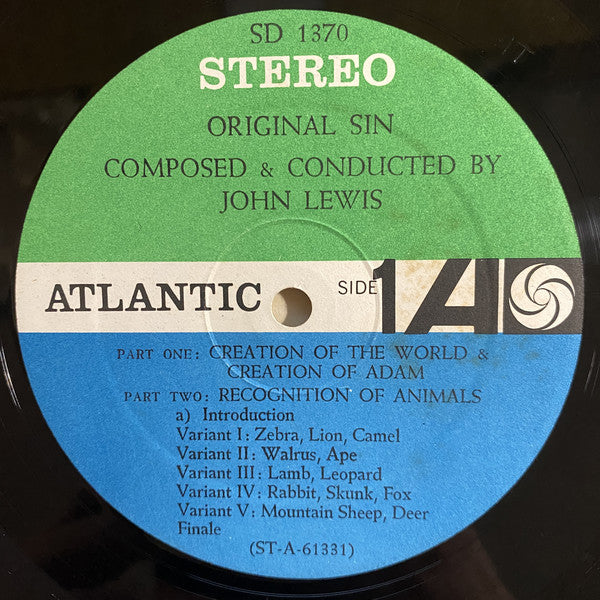 SD 1370
STEREO
ORIGINAL SIN
COMPOSED & CONDUCTED BY
JOHN LEWIS
ATLANTIC
SIDE 1 A
PART ONE: CREATION OF THE WORLD &
CREATION OF ADAM
PART TWO: RECOGNITION OF ANIMALS
a) Introduction
Variant I: Zebra, Lion, Camel
Variant II: Walrus, Ape
Variant III: Lamb, Leopard
Variant IV: Rabbit, Skunk, Fox
Variant V: Mountain Sheep, Deer
Finale
(ST-A-61331)